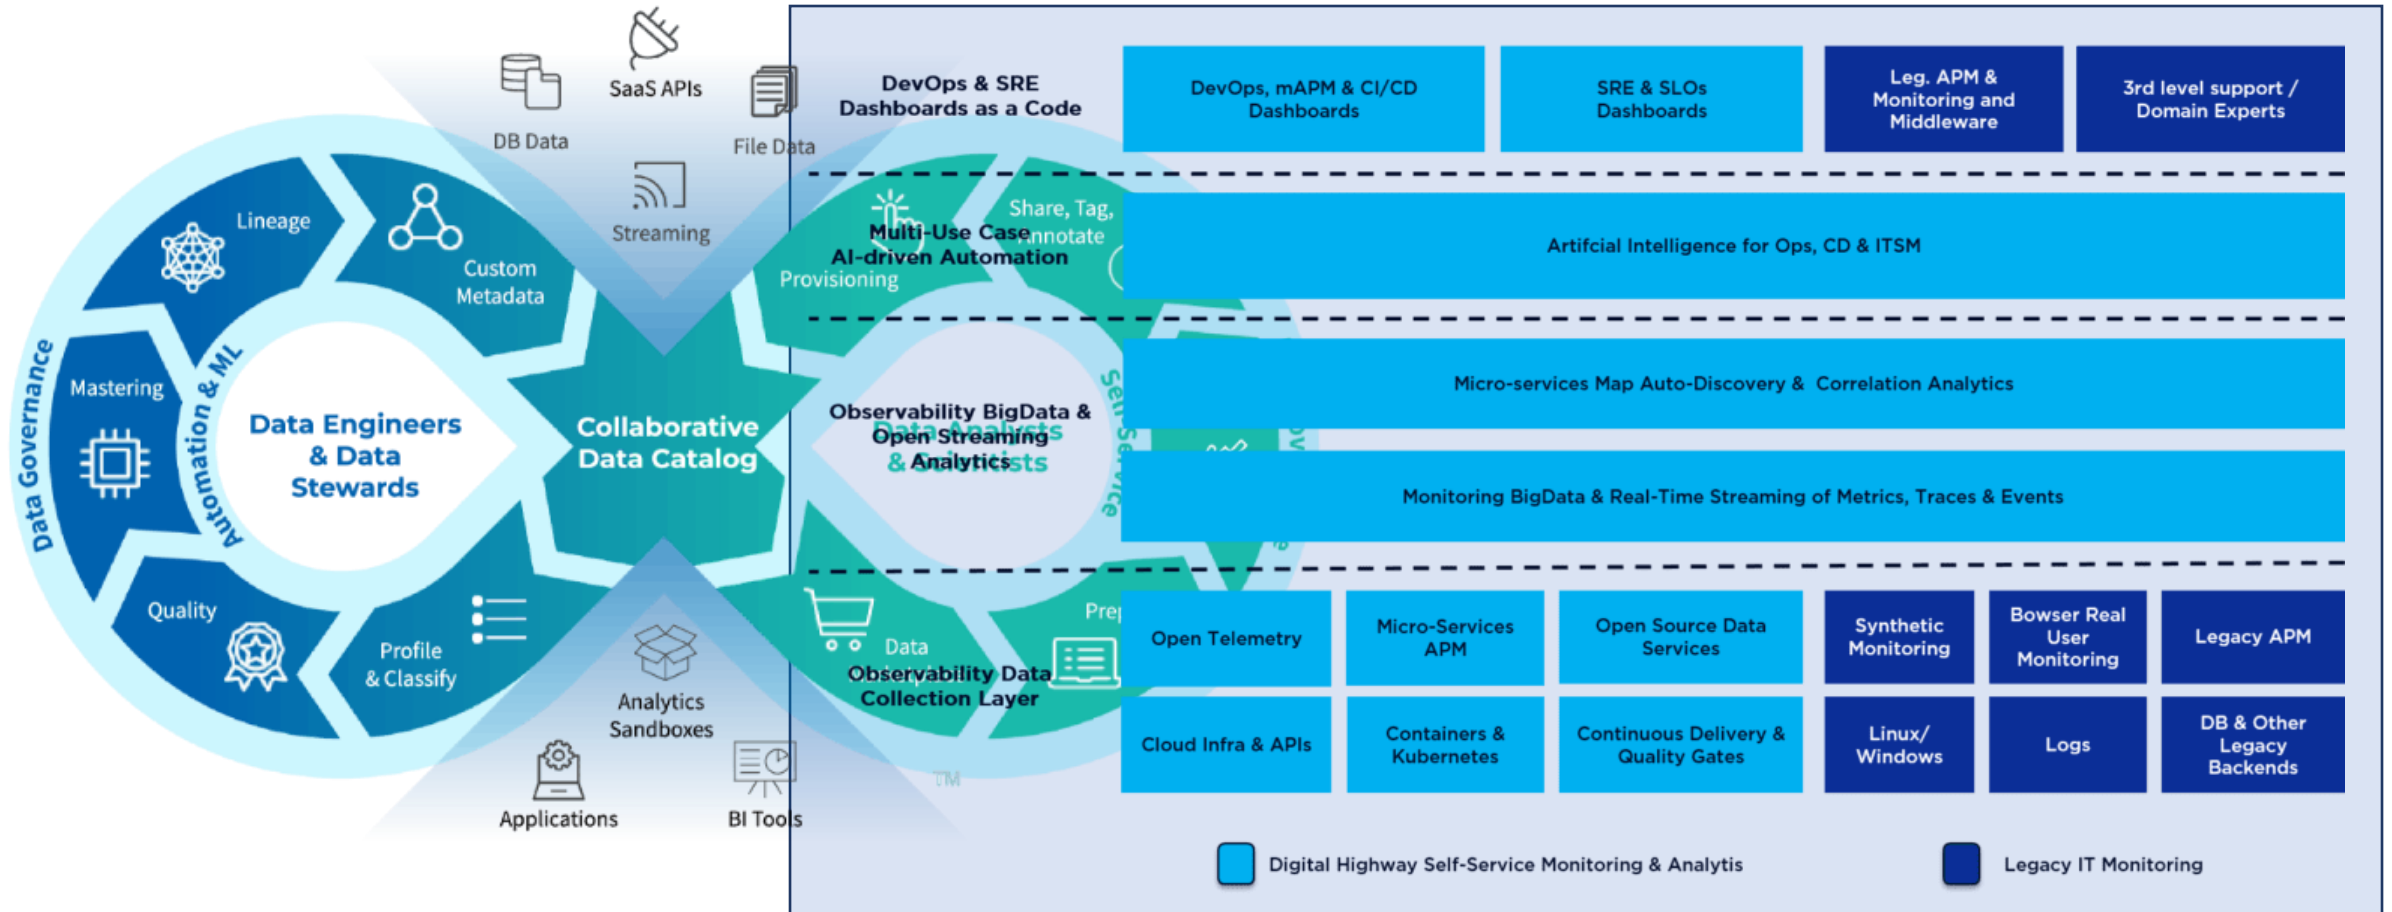 SaaS APIs
DB Data
File Data
Streaming
Lineage
Custom
Metadata
Data Governance
Automation & ML
Mastering
Data Engineers
& Data
Stewards
Collaborative
Data Catalog
Quality
Profile
& Classify
Analytics
Sandboxes
Applications
BI Tools
Provisioning
Share, Tag,
Annotate
Data Analysts
& Scientists
Data
TM
DevOps & SRE
Dashboards as a Code
DevOps, mAPM & CI/CD
Dashboards
SRE & SLOs
Dashboards
Leg. APM &
Monitoring and
Middleware
3rd level support /
Domain Experts
Multi-Use Case
AI-driven Automation
Artifcial Intelligence for Ops, CD & ITSM
Observability BigData &
Open Streaming
Analytics
Micro-services Map Auto-Discovery & Correlation Analytics
Monitoring BigData & Real-Time Streaming of Metrics, Traces & Events
Observability Data
Collection Layer
Open Telemetry
Micro-Services
APM
Open Source Data
Services
Synthetic
Monitoring
Bowser Real
User
Monitoring
Legacy APM
Cloud Infra & APIs
Containers &
Kubernetes
Continuous Delivery &
Quality Gates
Linux/
Windows
Logs
DB & Other
Legacy
Backends
Digital Highway Self-Service Monitoring & Analytis
Legacy IT Monitoring